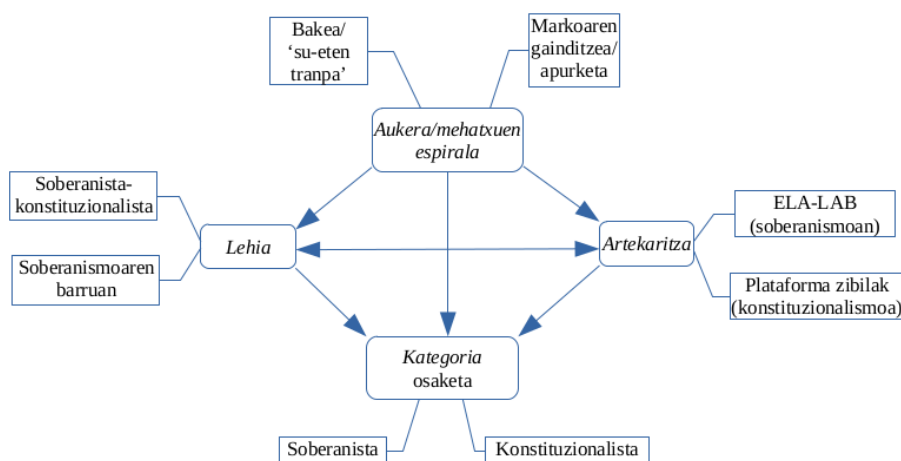 Bakea/
‘su-eten
tranpa’
Markoaren
gainditzea/
apurketa
Aukera/mehatxuen
espirala
Soberanista-
konstituzionalista
Soberanismoaren
barruan
Lehia
Artekaritza
ELA-LAB
(soberanismoan)
Plataforma zibilak
(konstituzionalismoa)
Kategoria
osaketa
Soberanista
Konstituzionalista